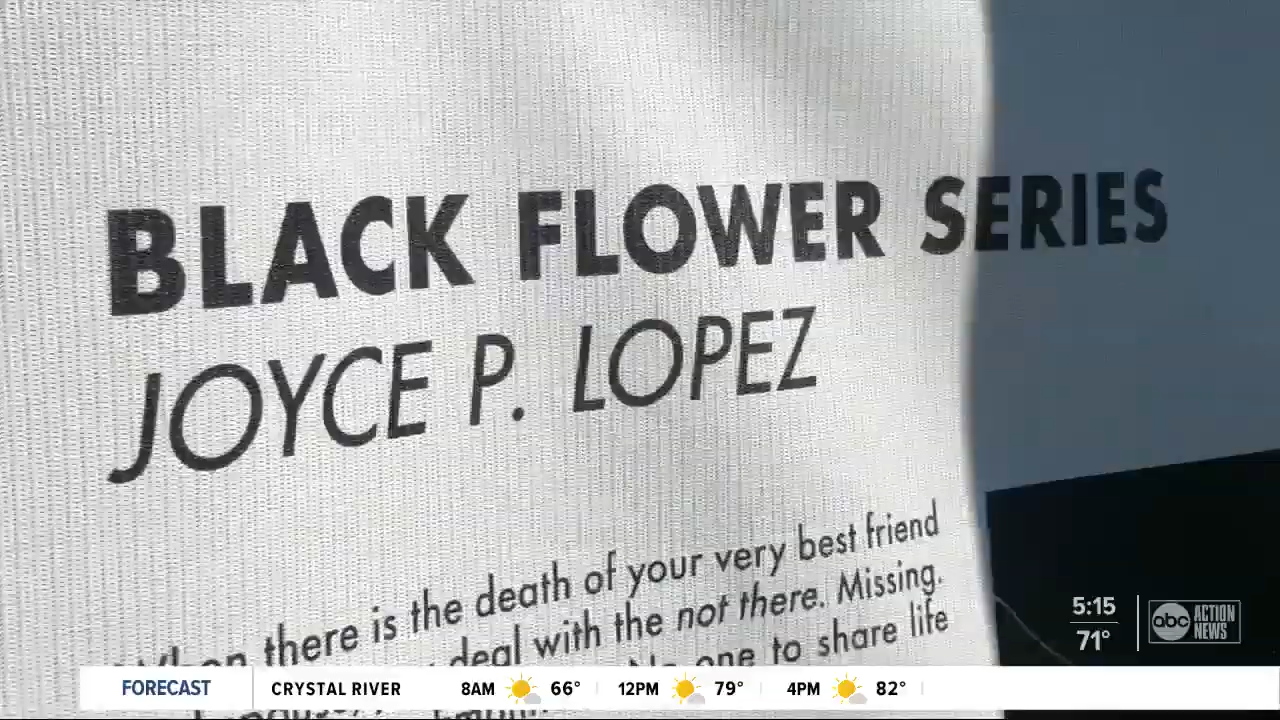 BLACK FLOWER SERIES
JOYCE P. LOPEZ
When there is the death of your very best friend
deal with the not there. Missing.
No one to share life
5:15
71°
abc ACTION NEWS
FORECAST CRYSTAL RIVER 8AM 66° 12PM 79° 4PM 82°